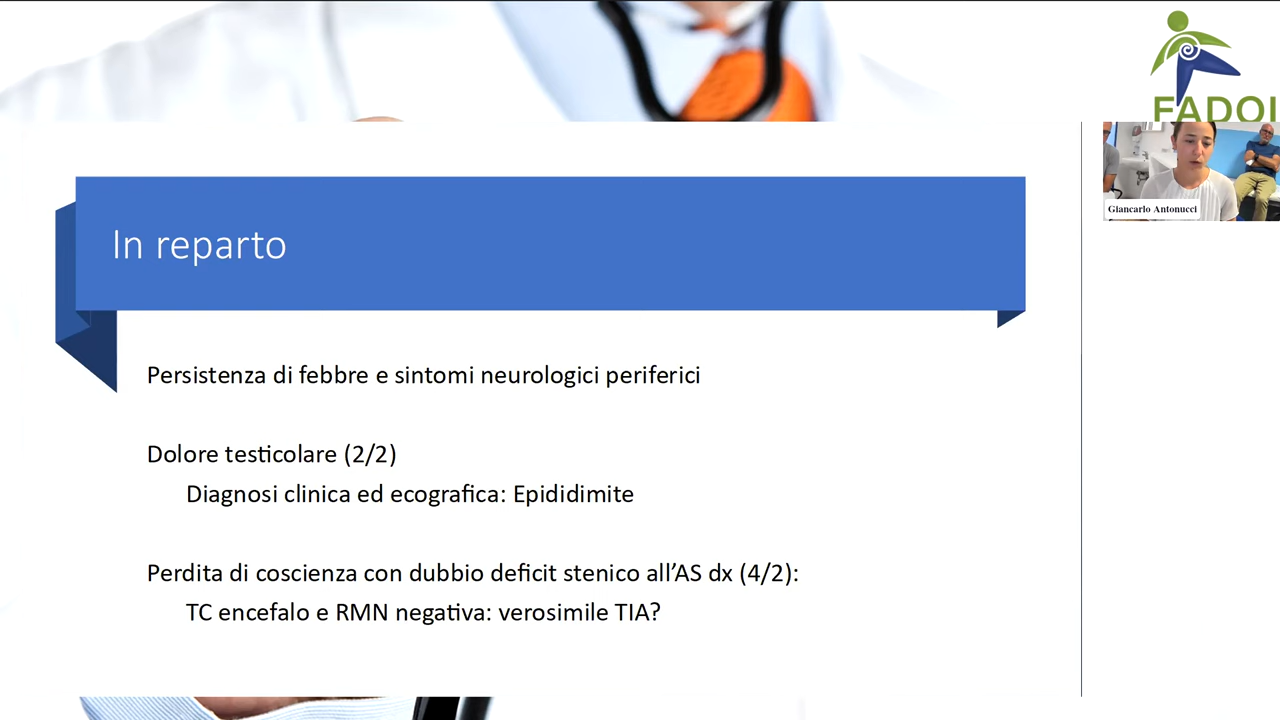 FADOI
Giancarlo Antonucci
In reparto
Persistenza di febbre e sintomi neurologici periferici
Dolore testicolare (2/2)
Diagnosi clinica ed ecografica: Epididimite
Perdita di coscienza con dubbio deficit stenico all’AS dx (4/2):
TC encefalo e RMN negativa: verosimile TIA?